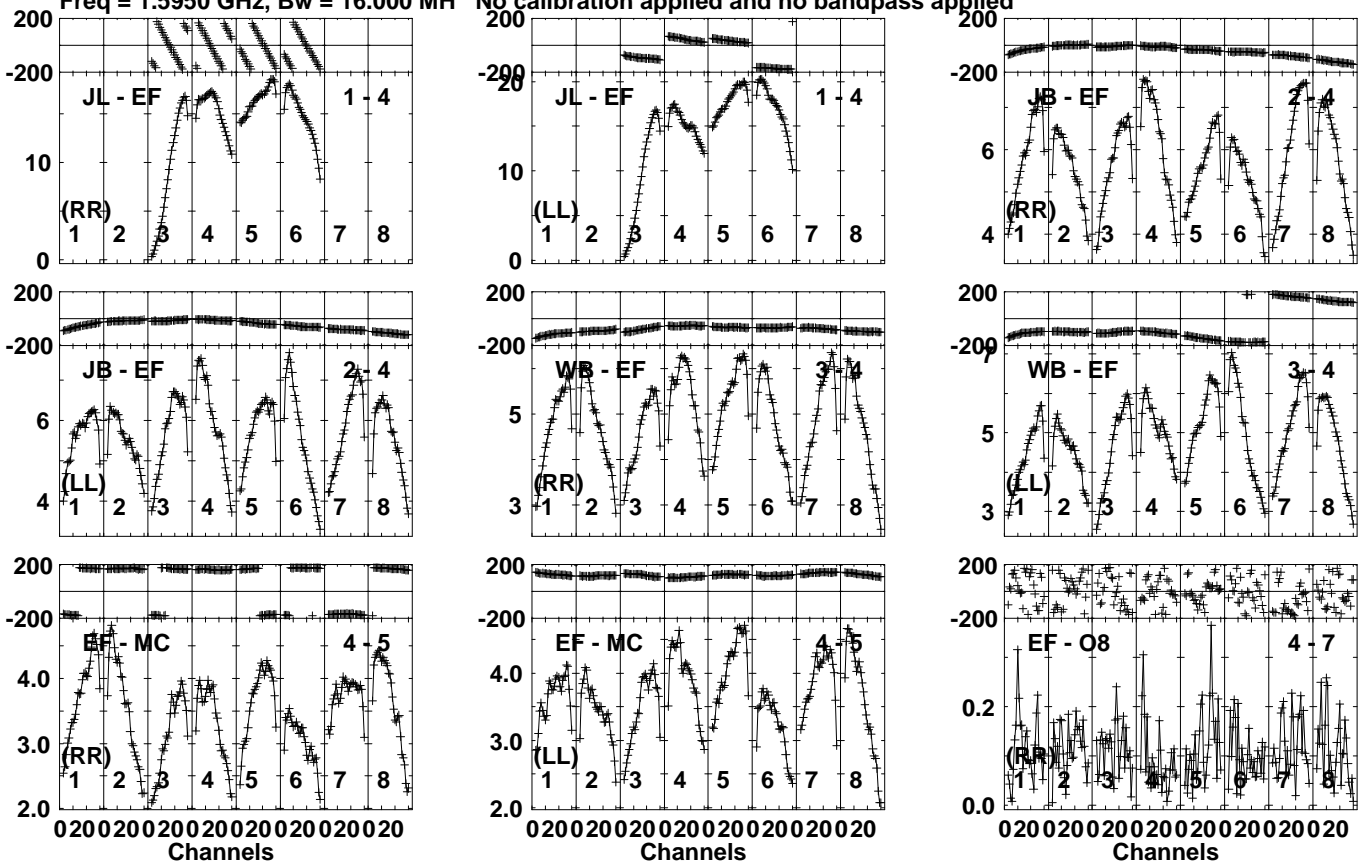 Freq = 1.5950 GHz, Bw = 16.000 MH No calibration applied and no bandpass applied
200 200 200
-200 -200 -200
JL - EF 1 - 4 20 JL - EF 1 - 4 JB - EF 2 - 4
10 10 6
(RR) (LL) (RR)
1 2 3 4 5 6 7 8 1 2 3 4 5 6 7 8 4 1 2 3 4 5 6 7 8
0 0
200 200 200
-200 -200 -200
JB - EF 2 - 4 WB - EF 3 - 4 7 WB - EF 3 - 4
6 5 5
(LL) (RR) (LL)
4 1 2 3 4 5 6 7 8 3 1 2 3 4 5 6 7 8 3 1 2 3 4 5 6 7 8
200 200 200
-200 -200 -200
EF - MC 4 - 5 EF - MC 4 - 5 EF - O8 4 - 7
4.0 4.0 0.2
3.0 3.0
(RR) (LL) (RR)
1 2 3 4 5 6 7 8 1 2 3 4 5 6 7 8 1 2 3 4 5 6 7 8
2.0 2.0 0.0
0 20 0 20 0 20 0 20 0 20 0 20 0 20 0 20 0 20 0 20 0 20 0 20 0 20 0 20 0 20 0 20 0 20 0 20 0 20 0 20 0 20 0 20 0 20 0 20
Channels Channels Channels